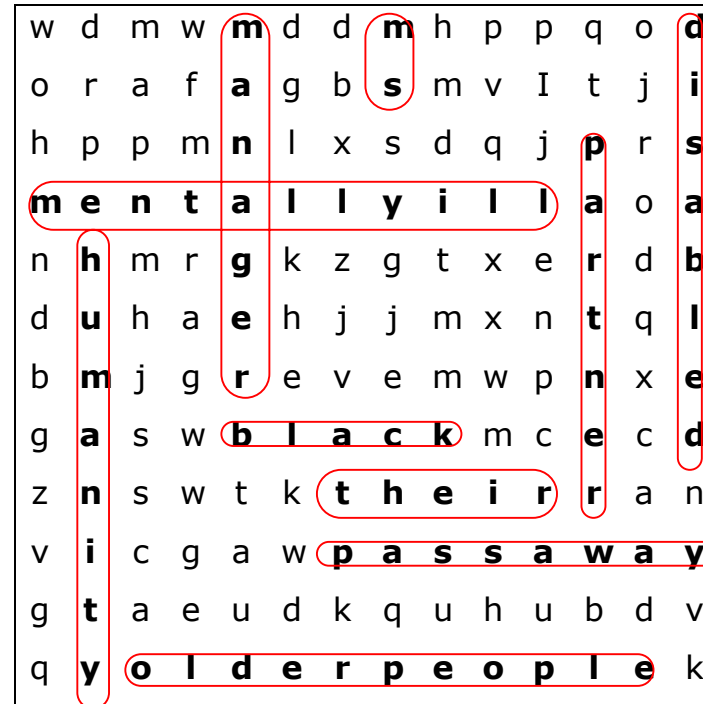 w d m w m d d m h p p q o d
o r a f a g b s m v I t j i
h p p m n l x s d q j p r s
m e n t a l l y i l l a o a
n h m r g k z g t x e r d b
d u h a e h j j m x n t q l
b m j g r e v e m w p n x e
g a s w b l a c k m c e c d
z n s w t k t h e i r r a n
v i c g a w p a s s a w a y
g t a e u d k q u h u b d v
q y o l d e r p e o p l e k